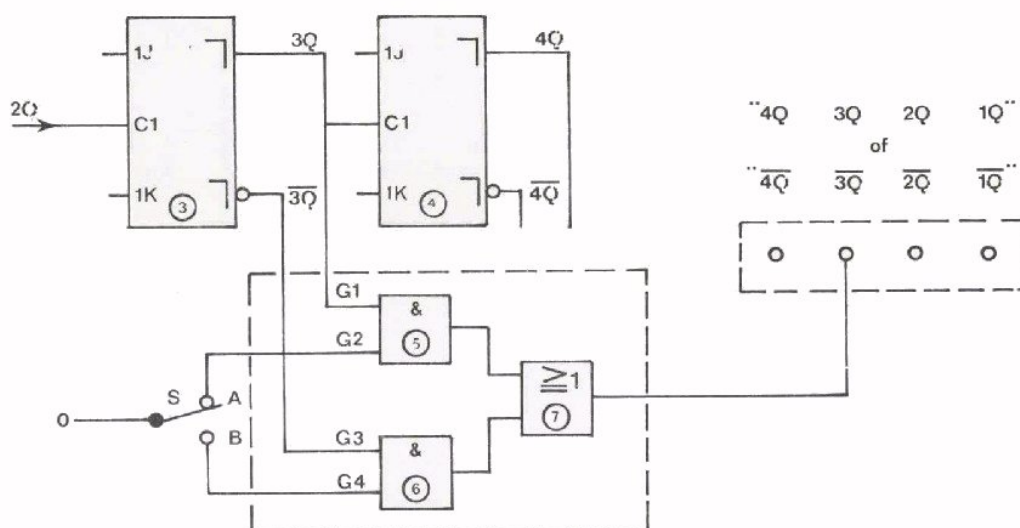 1J
3Q
1J
4Q
2Q
C1
C1
"4Q 3Q 2Q 1Q"
of
"4Q̅ 3Q̅ 2Q̅ 1Q̅"
1K
3
3Q̅
1K
4
4Q̅
G1
&
5
G2
≧1
7
S
A
0
B
G3
&
6
G4